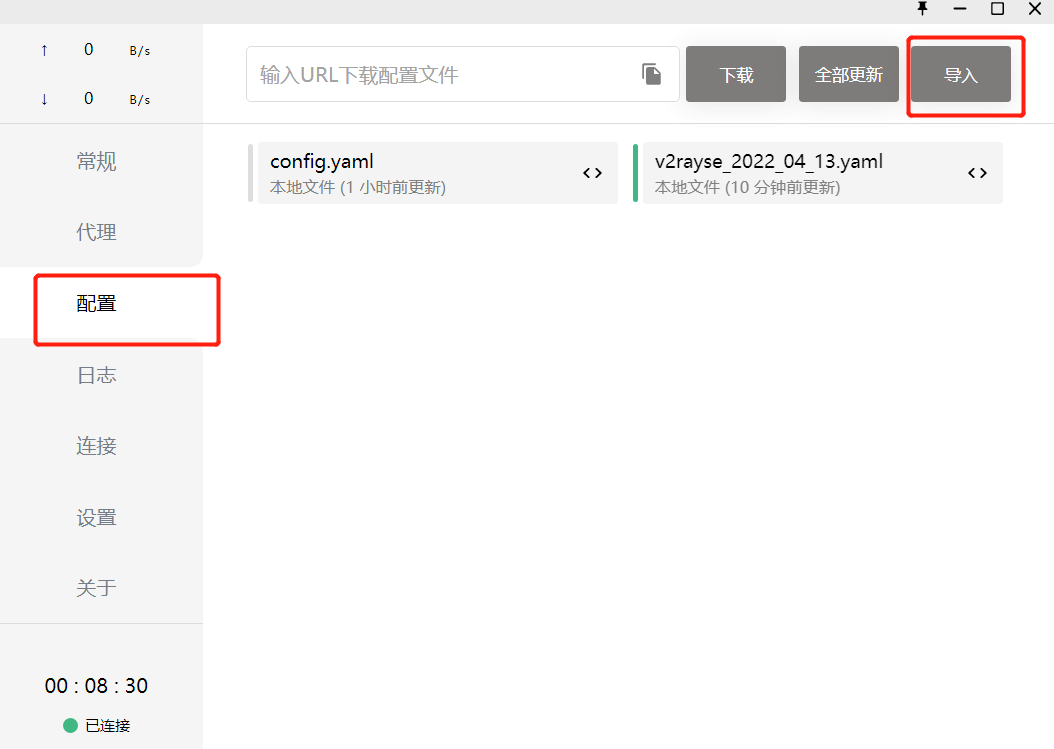 ↑ 0 B/s
↓ 0 B/s
常规
代理
配置
日志
连接
设置
关于
00 : 08 : 30
已连接
输入URL下载配置文件
下载
全部更新
导入
config.yaml
本地文件 (1 小时前更新)
v2rayse_2022_04_13.yaml
本地文件 (10 分钟前更新)